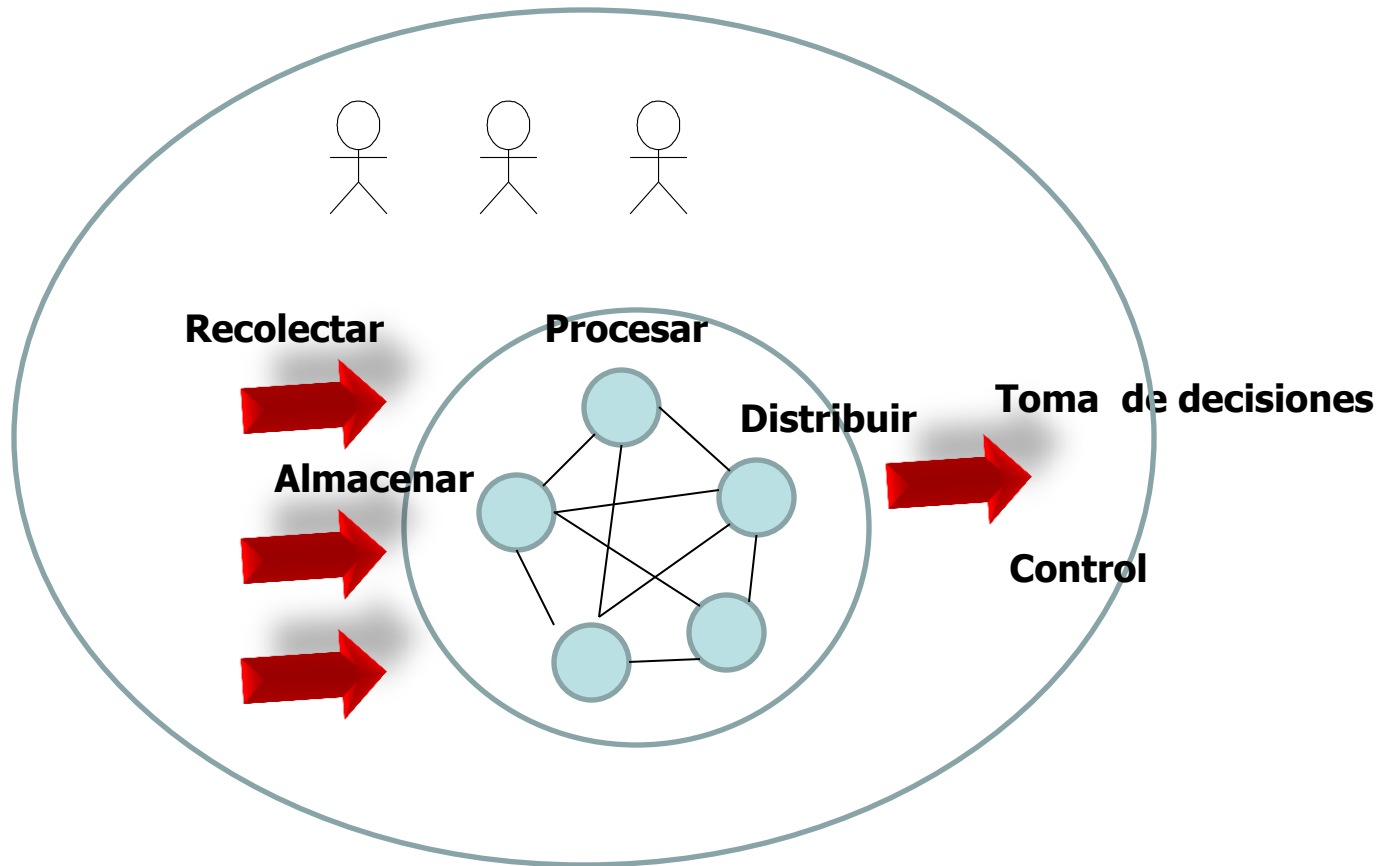 Recolectar
Procesar
Distribuir
Toma  de decisiones
Almacenar
Control